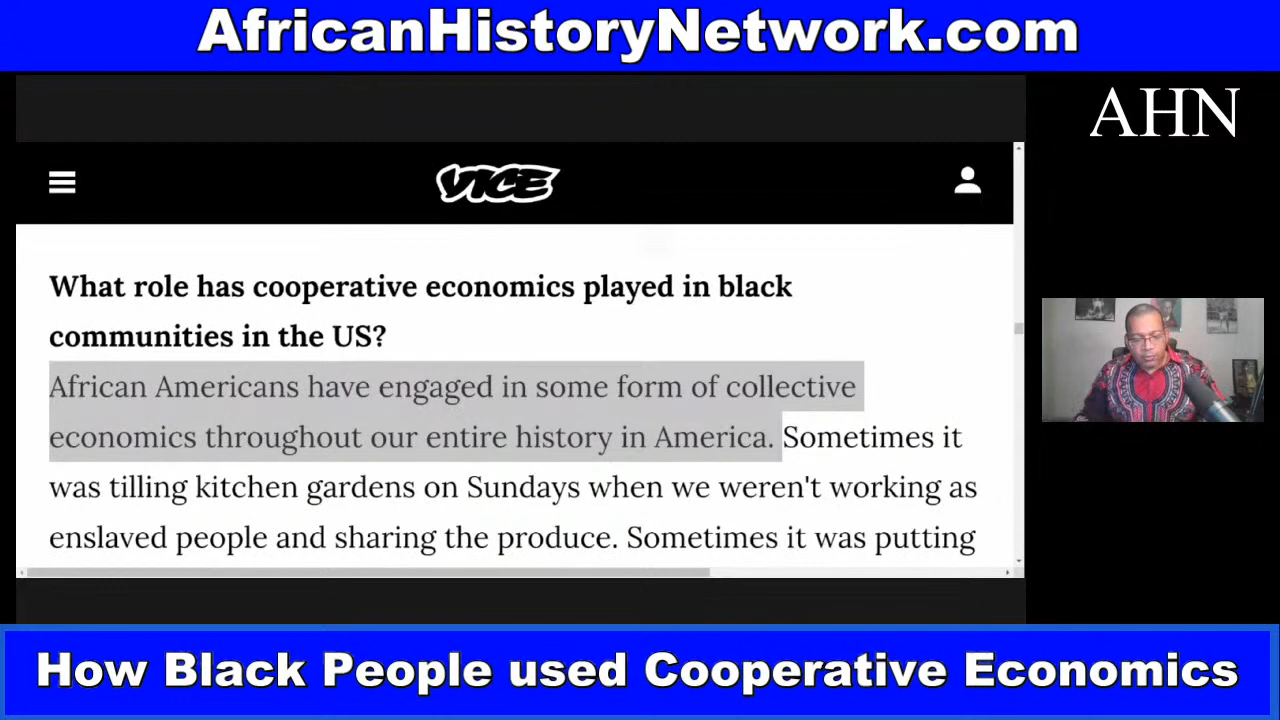 AfricanHistoryNetwork.com
AHN
VICE
What role has cooperative economics played in black
communities in the US?
African Americans have engaged in some form of collective
economics throughout our entire history in America. Sometimes it
was tilling kitchen gardens on Sundays when we weren't working as
enslaved people and sharing the produce. Sometimes it was putting
How Black People used Cooperative Economics